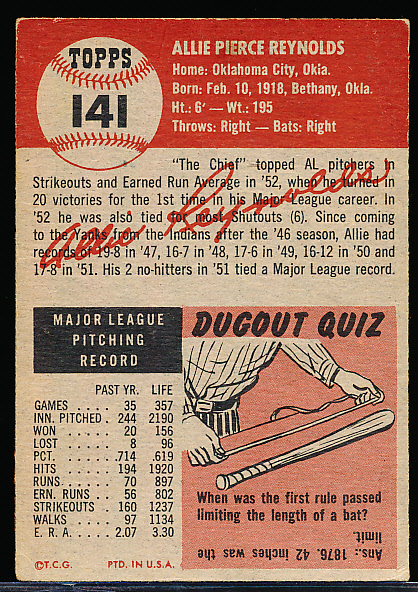 TOPPS
141
ALLIE PIERCE REYNOLDS
Home: Oklahoma City, Okla.
Born: Feb. 10, 1918, Bethany, Okla.
Ht.: 6' — Wt.: 195
Throws: Right — Bats: Right
"The Chief" topped AL pitchers in
Strikeouts and Earned Run Average in '52, when he turned in
20 victories for the 1st time in his Major League career. In
'52 he was also tied for most shutouts (6). Since coming
to the Yanks from the Indians after the '46 season, Allie had
records of 19-8 in '47, 16-7 in '48, 17-6 in '49, 16-12 in '50 and
17-8 in '51. His 2 no-hitters in '51 tied a Major League record.
Allie Reynolds
MAJOR LEAGUE
PITCHING
RECORD
PAST YR. LIFE
GAMES . . . . 35 357
INN. PITCHED . 244 2190
WON . . . . . 20 156
LOST . . . . . 8 96
PCT. . . . . . .714 .619
HITS . . . . . 194 1920
RUNS . . . . . 70 897
ERN. RUNS . . 56 802
STRIKEOUTS . . 160 1237
WALKS . . . . 97 1134
E. R. A. . . . . 2.07 3.30
©T.C.G. PTD. IN U.S.A.
DUGOUT QUIZ
When was the first rule passed
limiting the length of a bat?
Ans.: 1876. 42 inches was the
limit.